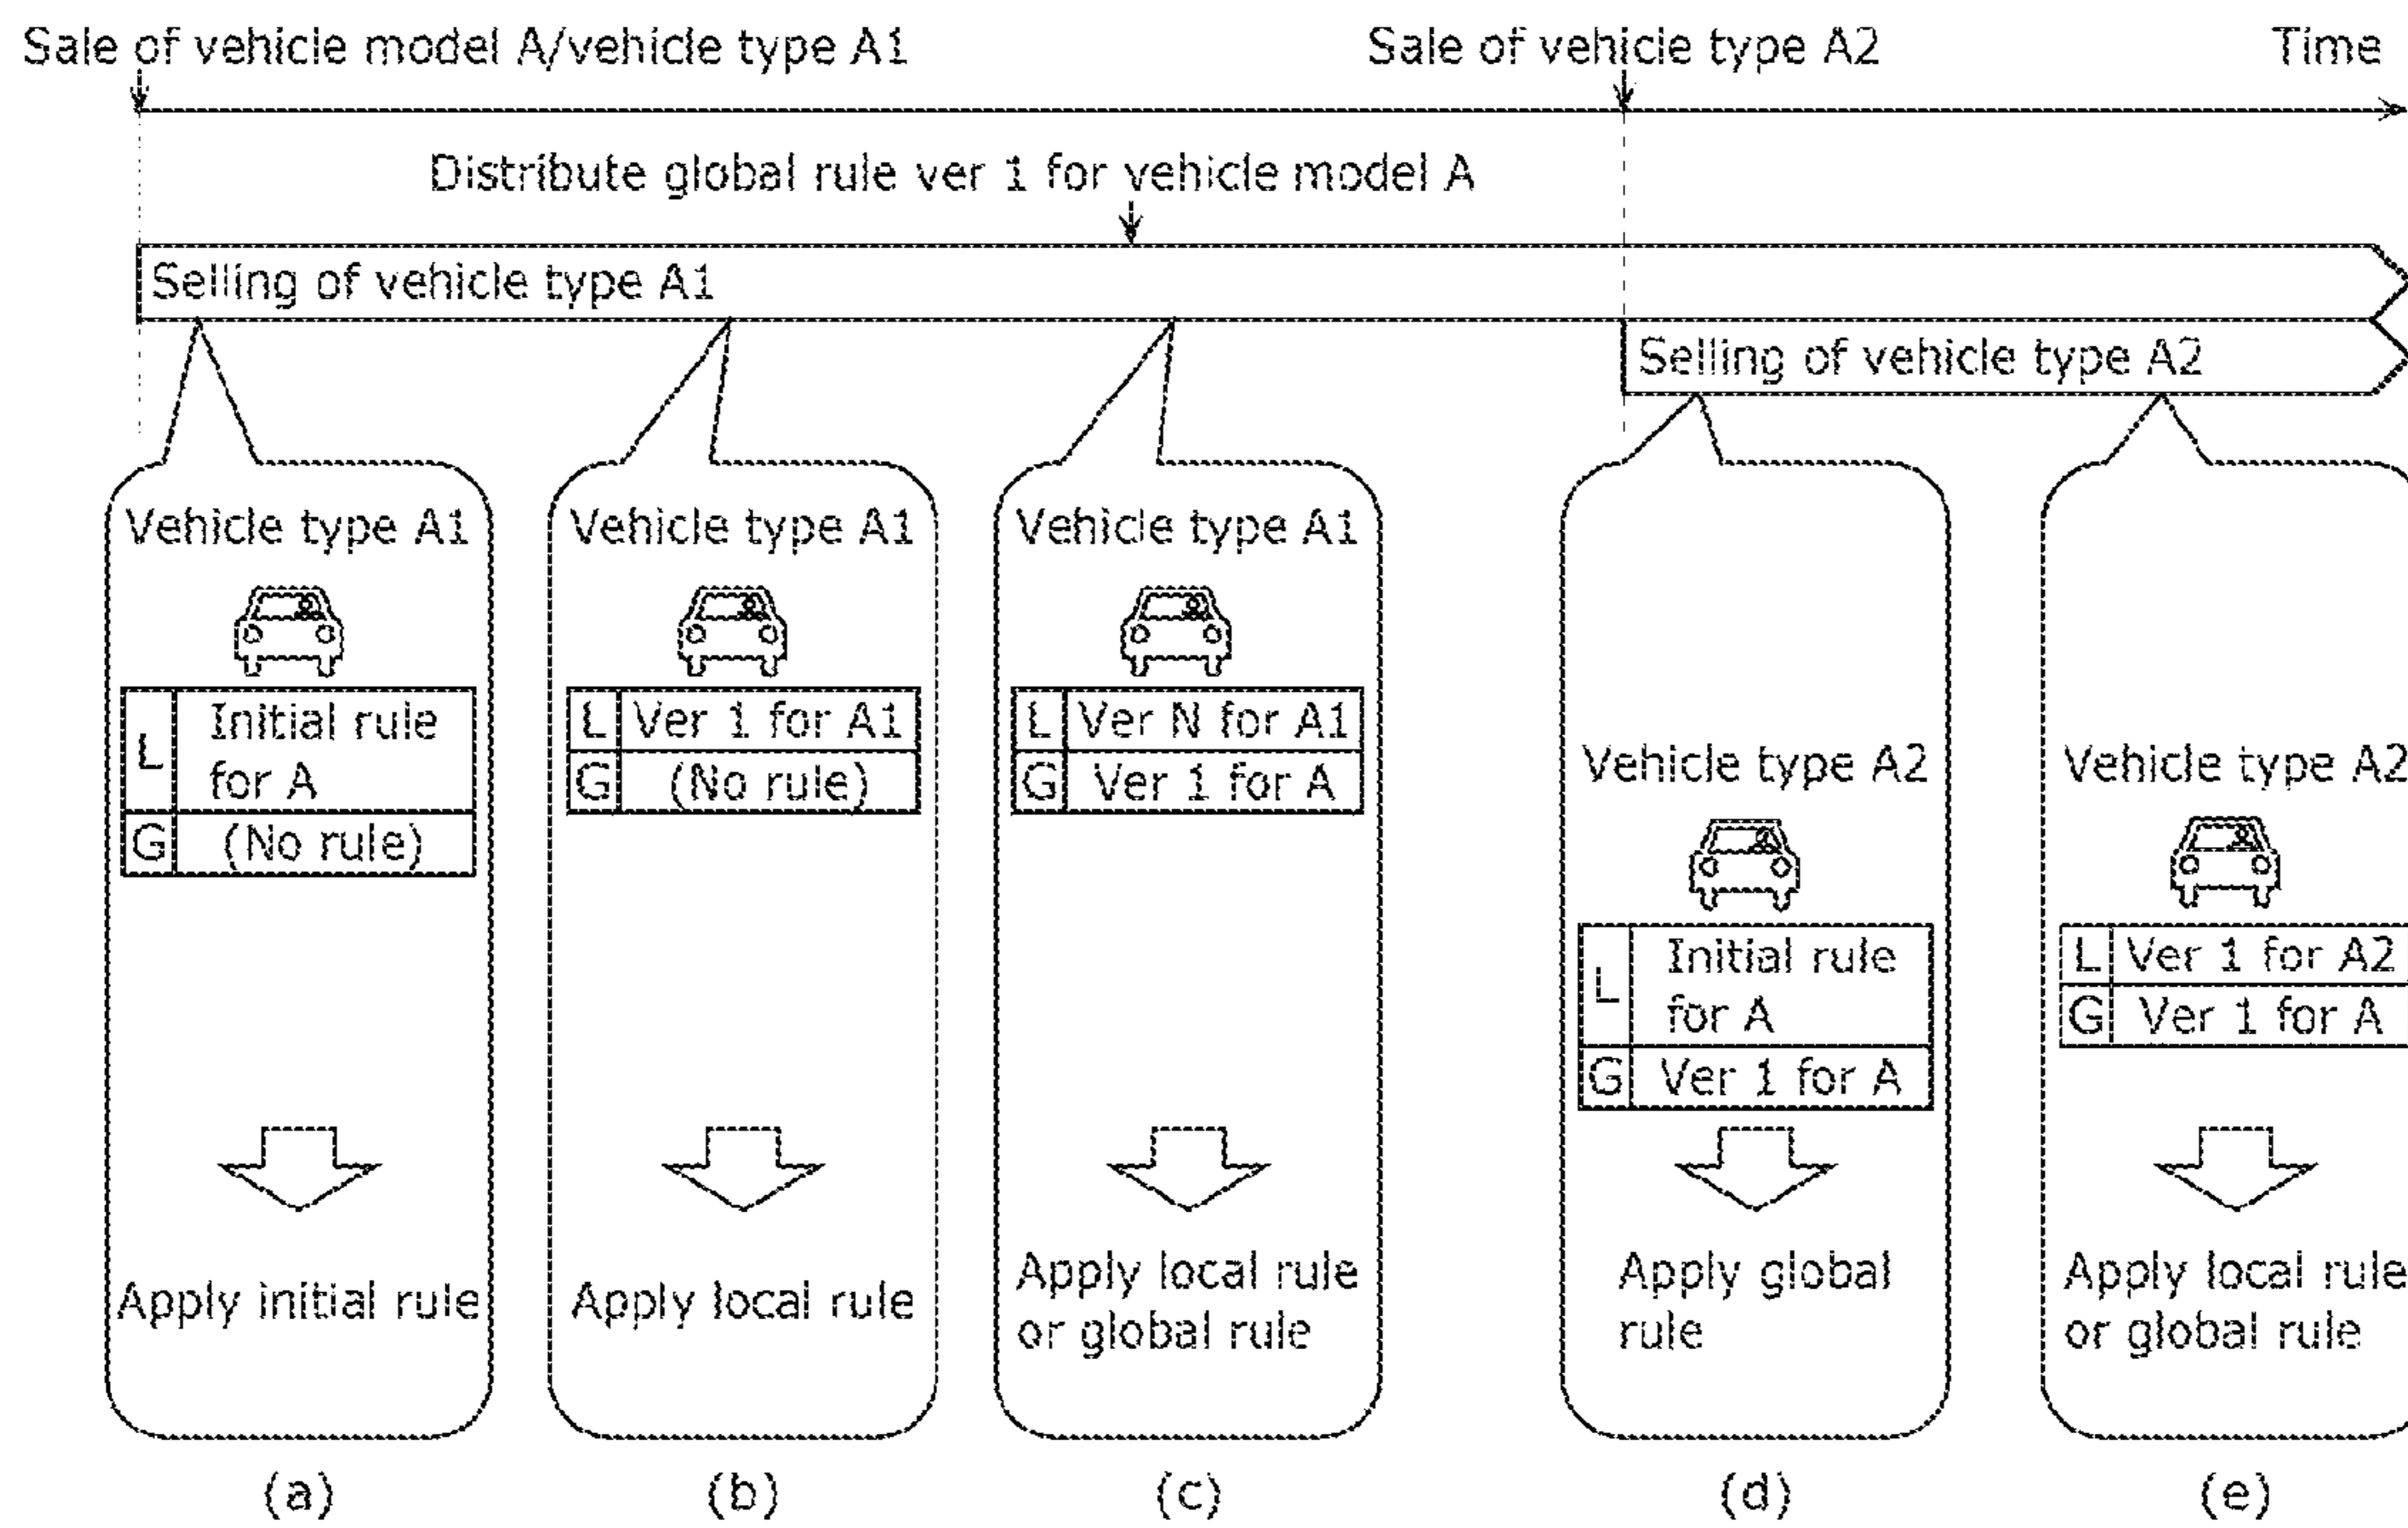 Sale of vehicle model A/vehicle type A1
Sale of vehicle type A2
Time
Distribute global rule ver 1 for vehicle model A
Selling of vehicle type A1
Selling of vehicle type A2
Vehicle type A1
L
Initial rule
for A
G
(No rule)
Apply initial rule
(a)
Vehicle type A1
L Ver 1 for A1
G (No rule)
Apply local rule
(b)
Vehicle type A1
L Ver N for A1
G Ver 1 for A
Apply local rule
or global rule
(c)
Vehicle type A2
L
Initial rule
for A
G Ver 1 for A
Apply global
rule
(d)
Vehicle type A2
L Ver 1 for A2
G Ver 1 for A
Apply local rule
or global rule
(e)